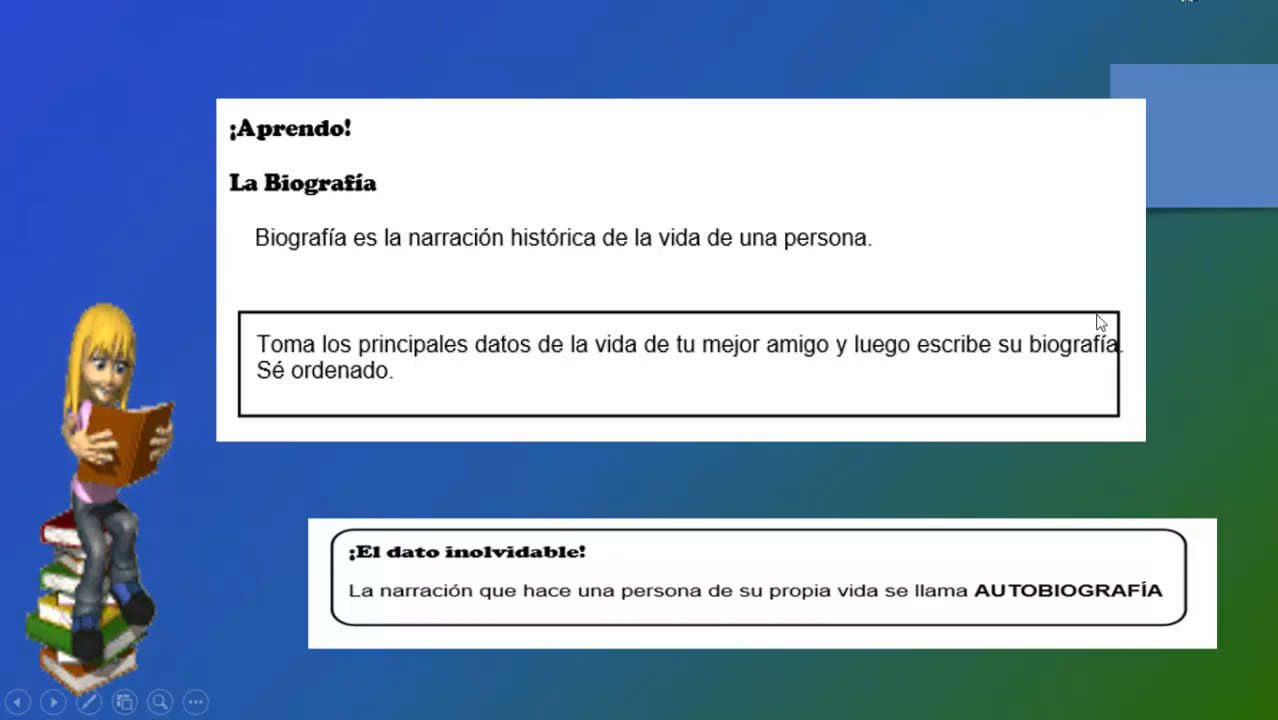 ¡Aprendo!
La Biografía
Biografía es la narración histórica de la vida de una persona.
Toma los principales datos de la vida de tu mejor amigo y luego escribe su biografía.
Sé ordenado.
¡El dato inolvidable!
La narración que hace una persona de su propia vida se llama AUTOBIOGRAFÍA